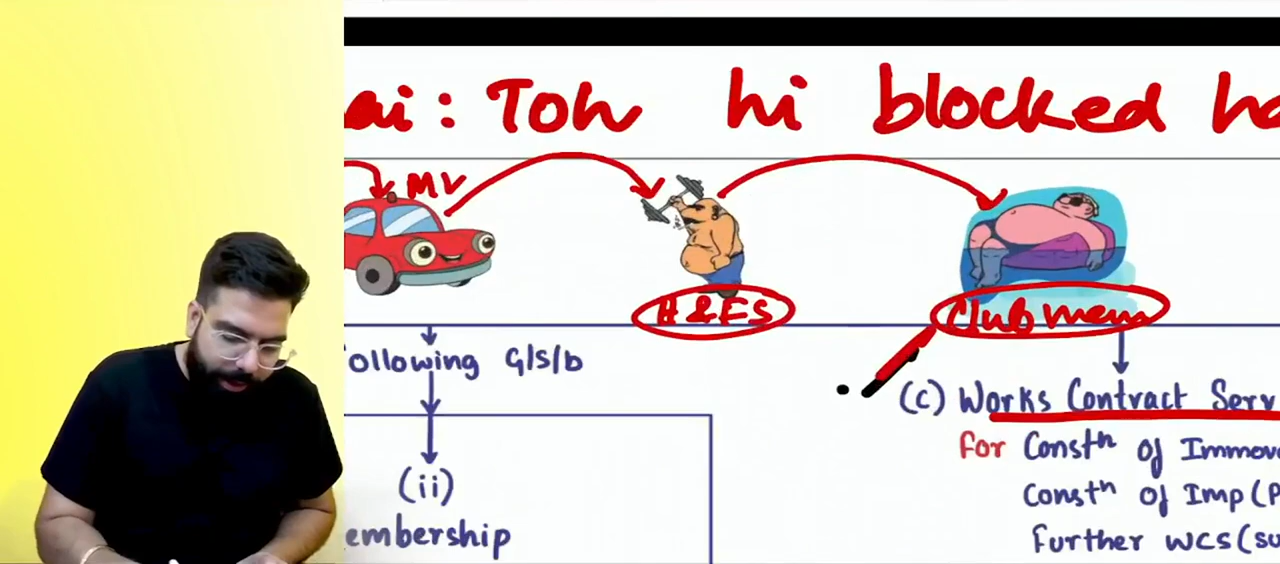 ai : Toh hi blocked ha
MV
H & FS
Club mem
ollowing G/S/b
(c) Works Contract Serv
For Constⁿ of Immov
(ii)
Constⁿ of Imp (P
embership
Further WCS (su